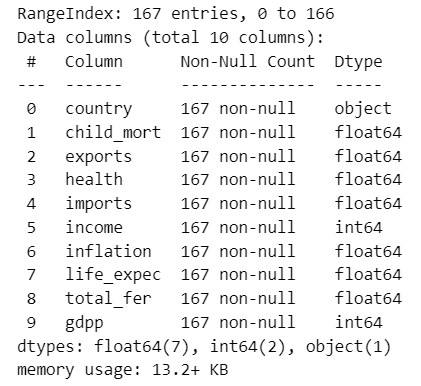 RangeIndex: 167 entries, 0 to 166
Data columns (total 10 columns):
 #   Column      Non-Null Count  Dtype
---  ------      --------------  -----
 0   country     167 non-null    object
 1   child_mort  167 non-null    float64
 2   exports     167 non-null    float64
 3   health      167 non-null    float64
 4   imports     167 non-null    float64
 5   income      167 non-null    int64
 6   inflation   167 non-null    float64
 7   life_expec  167 non-null    float64
 8   total_fer   167 non-null    float64
 9   gdpp        167 non-null    int64
dtypes: float64(7), int64(2), object(1)
memory usage: 13.2+ KB